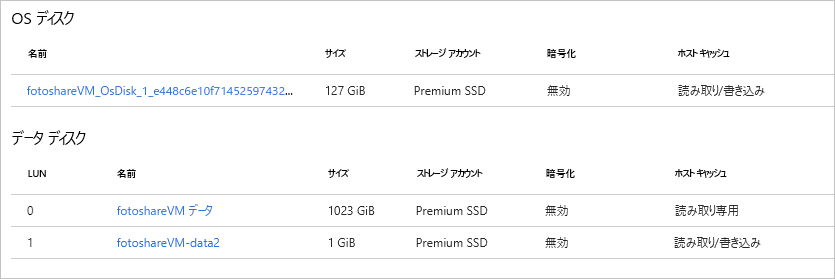 OS ディスク
名前 サイズ ストレージ アカウント 暗号化 ホスト キャッシュ
fotoshareVM_OsDisk_1_e448c6e10f71452597432... 127 GiB Premium SSD 無効 読み取り/書き込み
データ ディスク
LUN 名前 サイズ ストレージ アカウント 暗号化 ホスト キャッシュ
0 fotoshareVM データ 1023 GiB Premium SSD 無効 読み取り専用
1 fotoshareVM-data2 1 GiB Premium SSD 無効 読み取り/書き込み